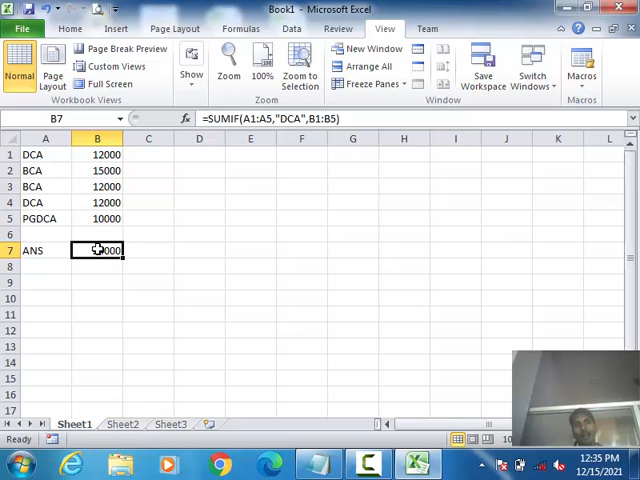 Book1 - Microsoft Excel
File Home Insert Page Layout Formulas Data Review View Team
Normal
Page Layout
Page Break Preview
Custom Views
Full Screen
Workbook Views
Show
Zoom
100%
Zoom to Selection
Zoom
New Window
Arrange All
Freeze Panes
Window
Save Workspace
Switch Windows
Macros
Macros
B7 fx =SUMIF(A1:A5,"DCA",B1:B5)
A B C D E F G H I J K L
1 DCA 12000
2 BCA 15000
3 BCA 12000
4 DCA 12000
5 PGDCA 10000
6
7 ANS 000
8
9
10
11
12
13
14
15
16
17
Sheet1 Sheet2 Sheet3
Ready
12:35 PM
12/15/2021